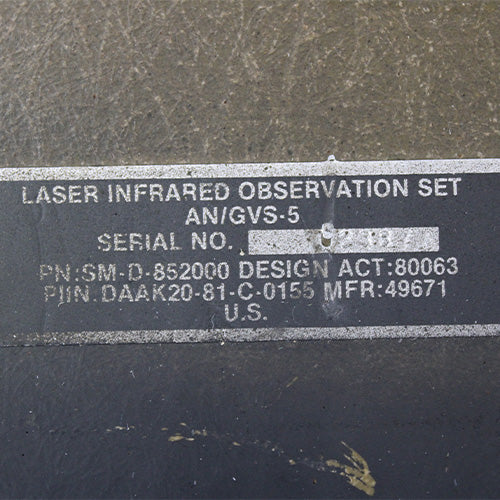 LASER INFRARED OBSERVATION SET
AN/GVS-5
SERIAL NO.
PN:SM-D-852000 DESIGN ACT:80063
PIIN:DAAK20-81-C-0155 MFR:49671
U.S.